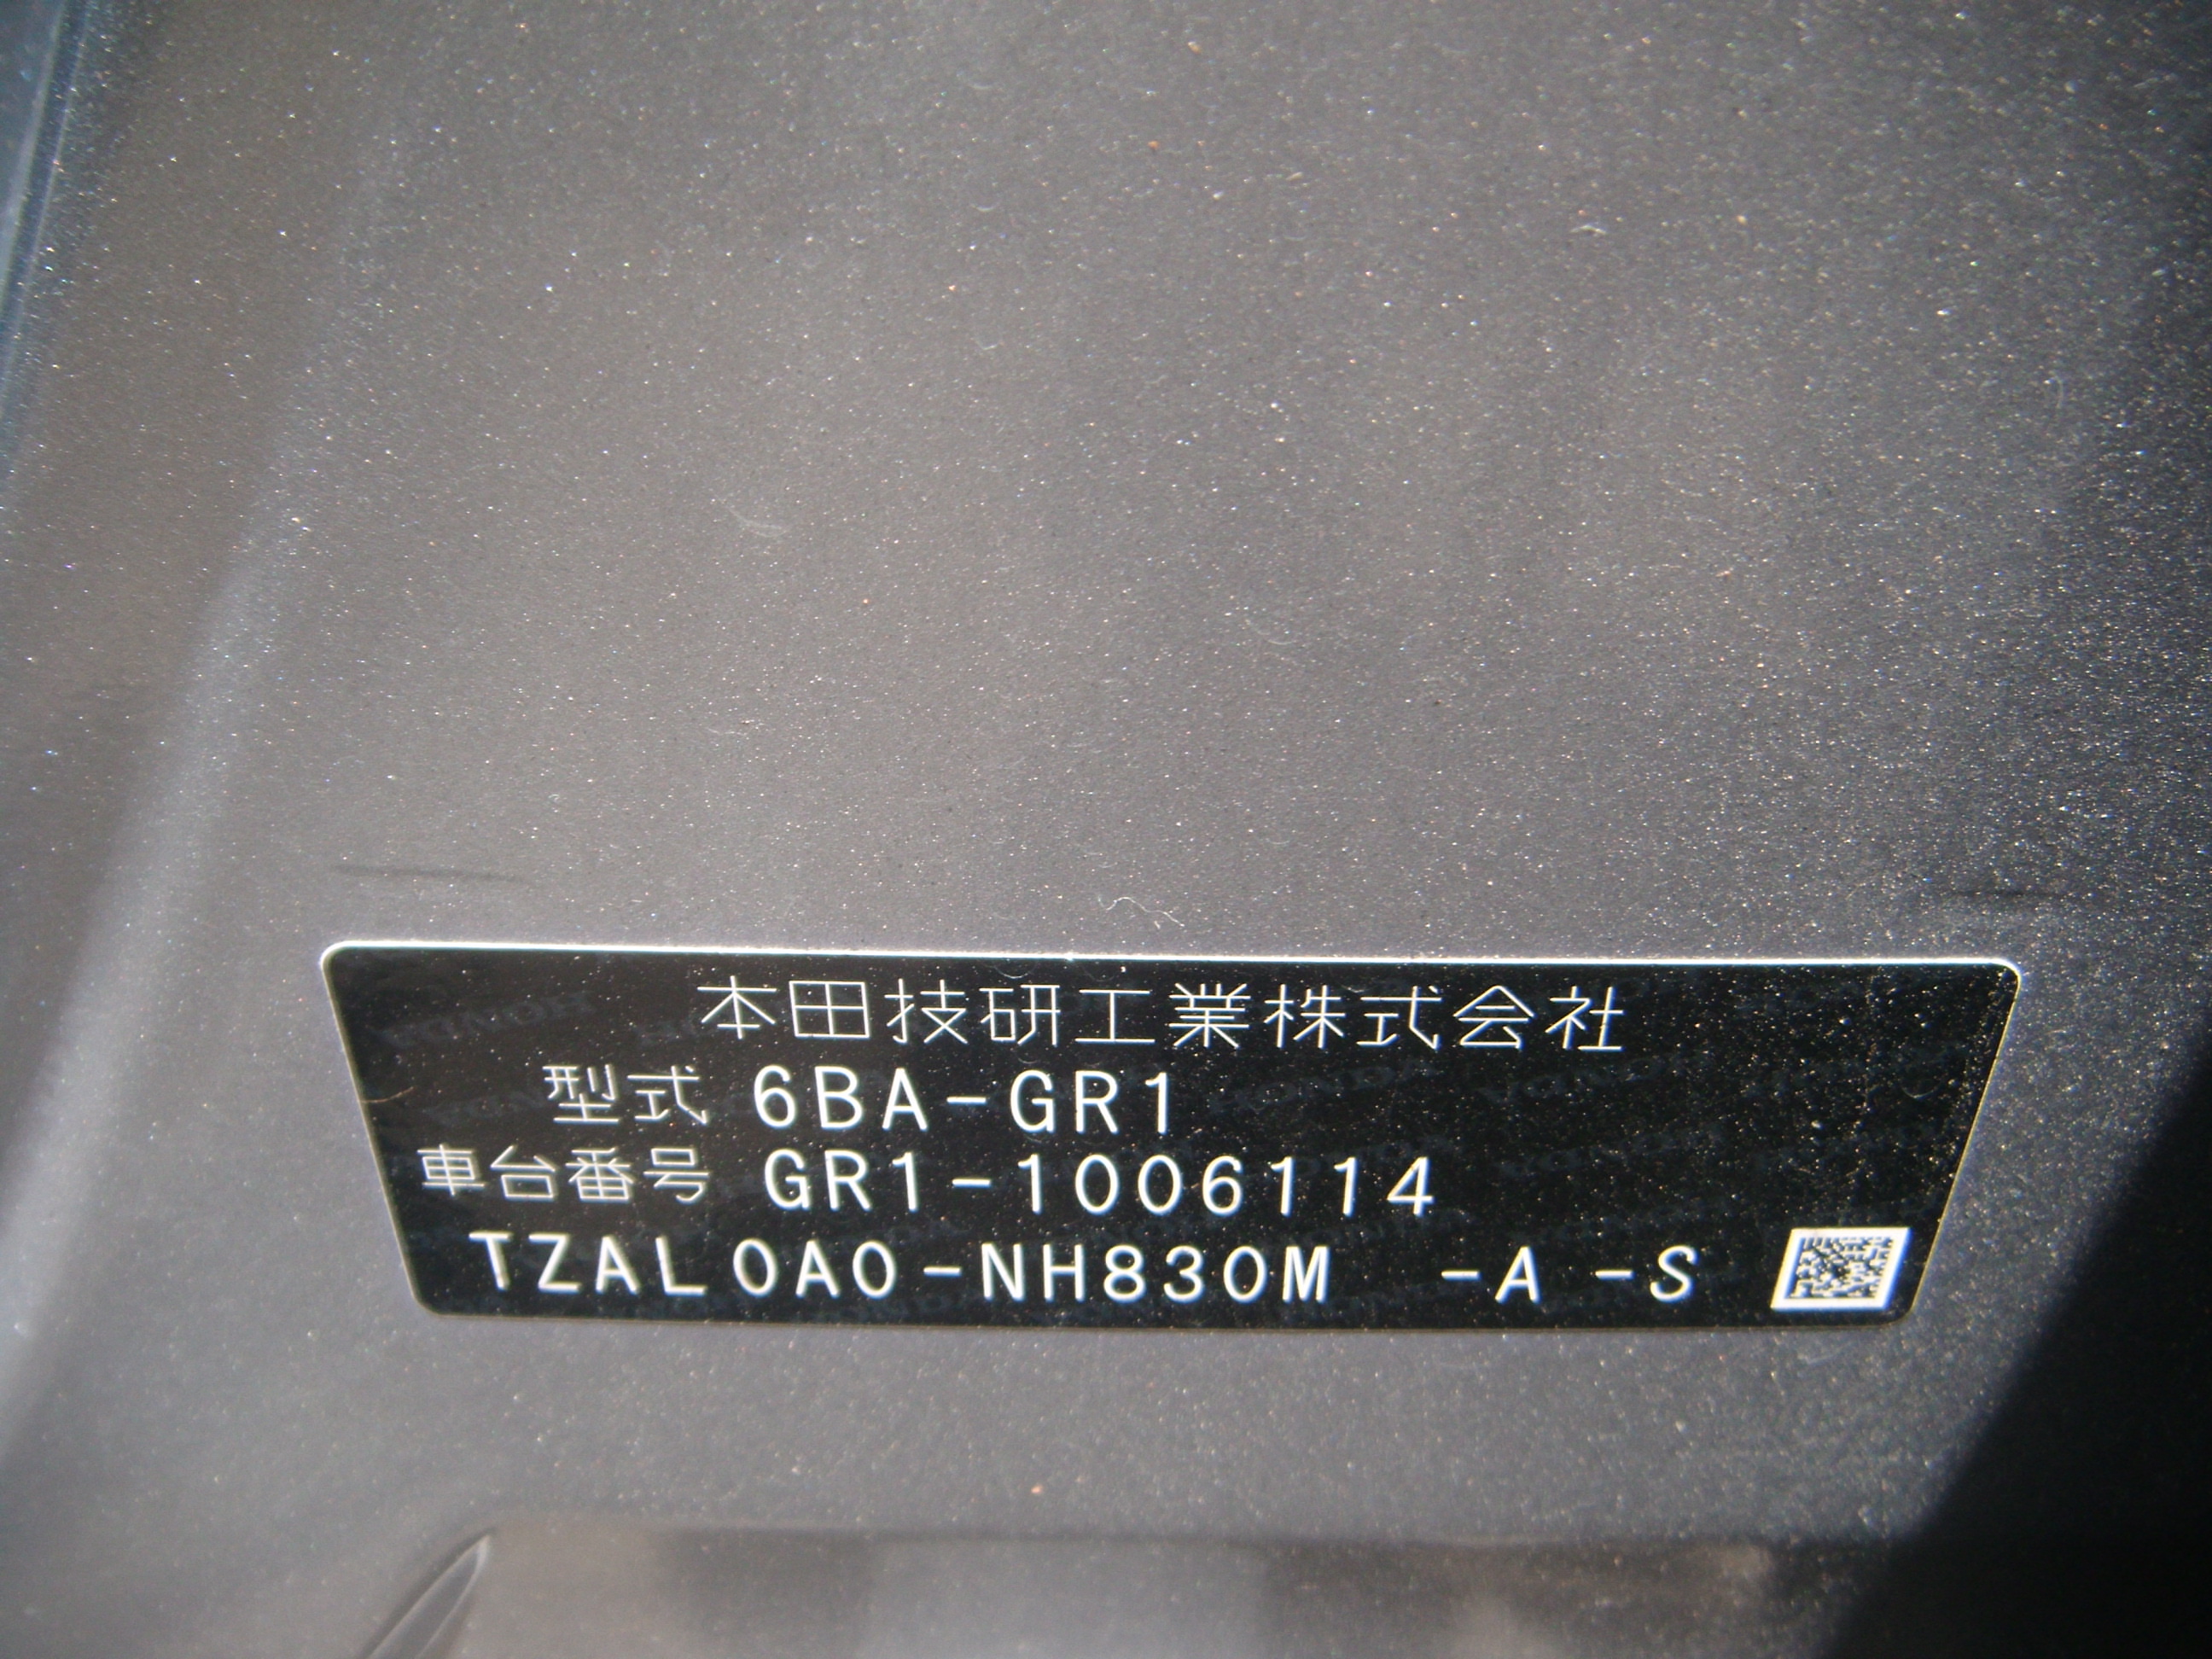 本田技研工業株式会社
型式 6BA-GR1
車台番号 GR1-1006114
TZAL0A0-NH830M -A -S